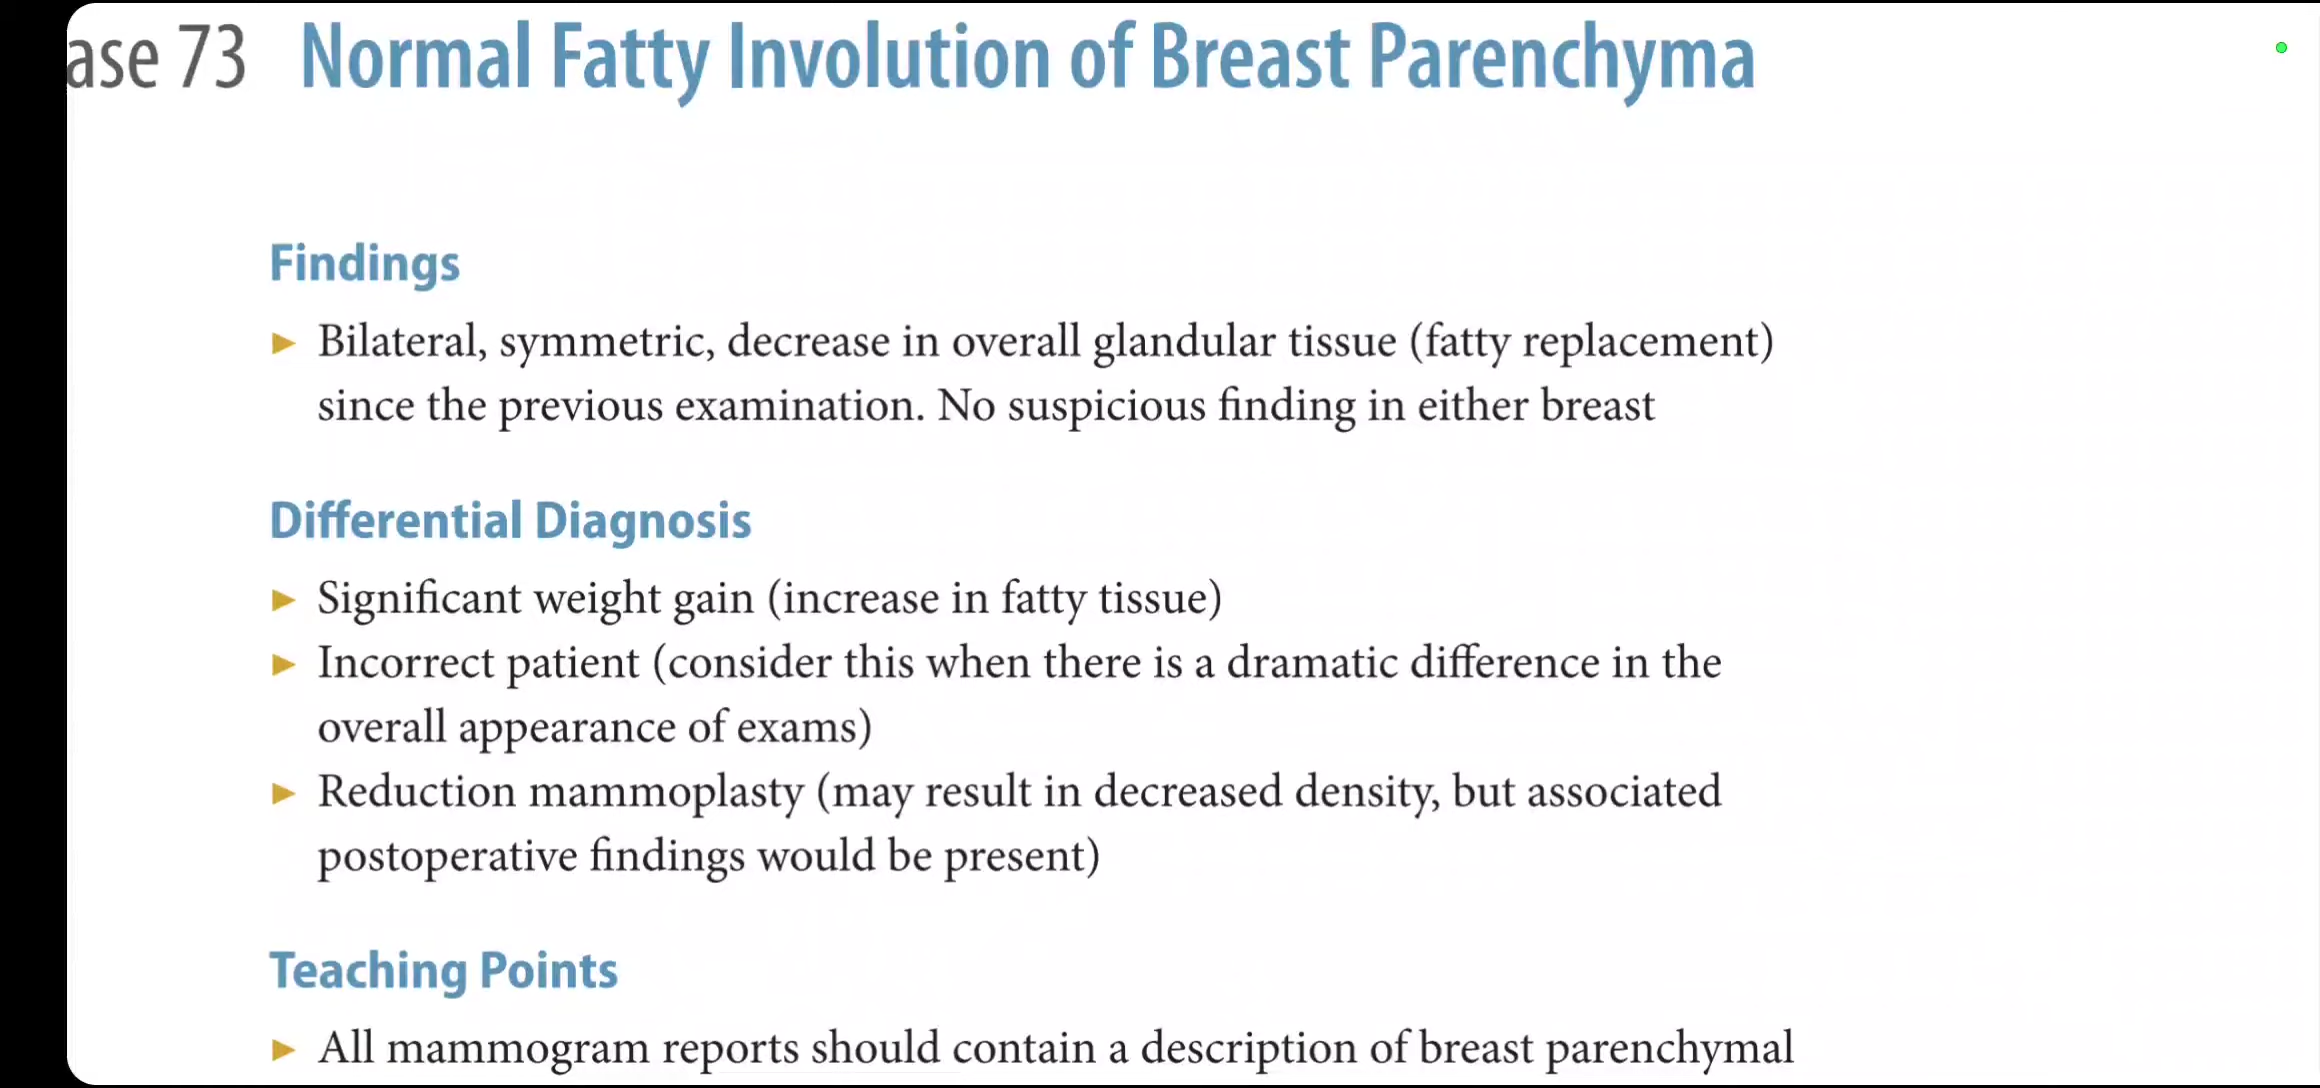 ase 73 Normal Fatty Involution of Breast Parenchyma
Findings
► Bilateral, symmetric, decrease in overall glandular tissue (fatty replacement)
since the previous examination. No suspicious finding in either breast
Differential Diagnosis
► Significant weight gain (increase in fatty tissue)
► Incorrect patient (consider this when there is a dramatic difference in the
overall appearance of exams)
► Reduction mammoplasty (may result in decreased density, but associated
postoperative findings would be present)
Teaching Points
► All mammogram reports should contain a description of breast parenchymal